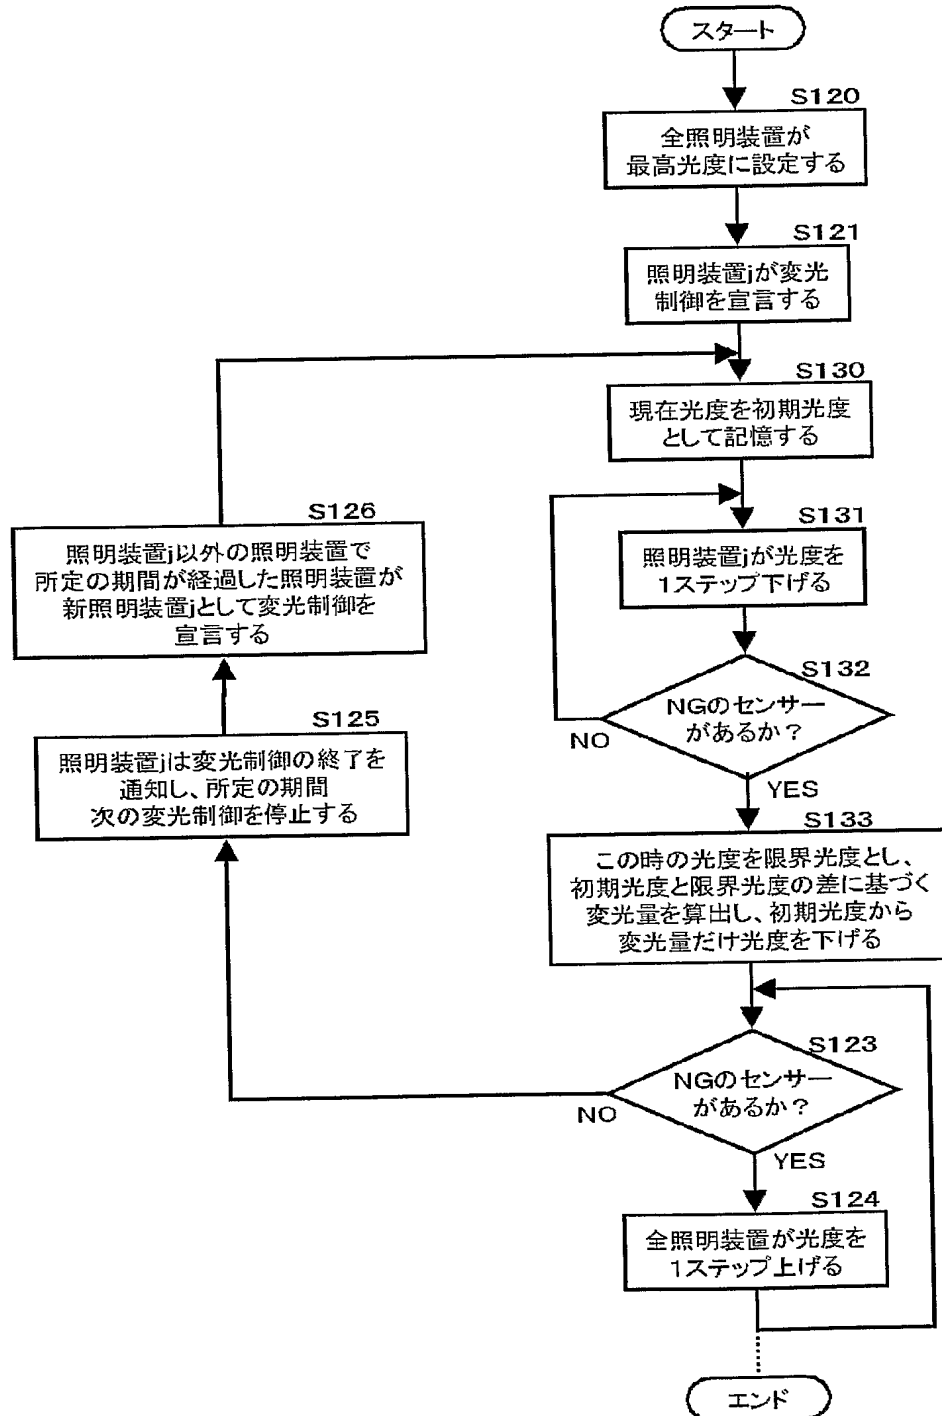 スタート
S120
全照明装置が
最高光度に設定する
S121
照明装置jが変光
制御を宣言する
S130
現在光度を初期光度
として記憶する
S131
照明装置jが光度を
1ステップ下げる
S132
NGのセンサー
があるか？
NO
YES
S133
この時の光度を限界光度とし、
初期光度と限界光度の差に基づく
変光量を算出し、初期光度から
変光量だけ光度を下げる
S123
NGのセンサー
があるか？
NO
YES
S124
全照明装置が光度を
1ステップ上げる
エンド
S125
照明装置jは変光制御の終了を
通知し、所定の期間
次の変光制御を停止する
S126
照明装置j以外の照明装置で
所定の期間が経過した照明装置が
新照明装置jとして変光制御を
宣言する